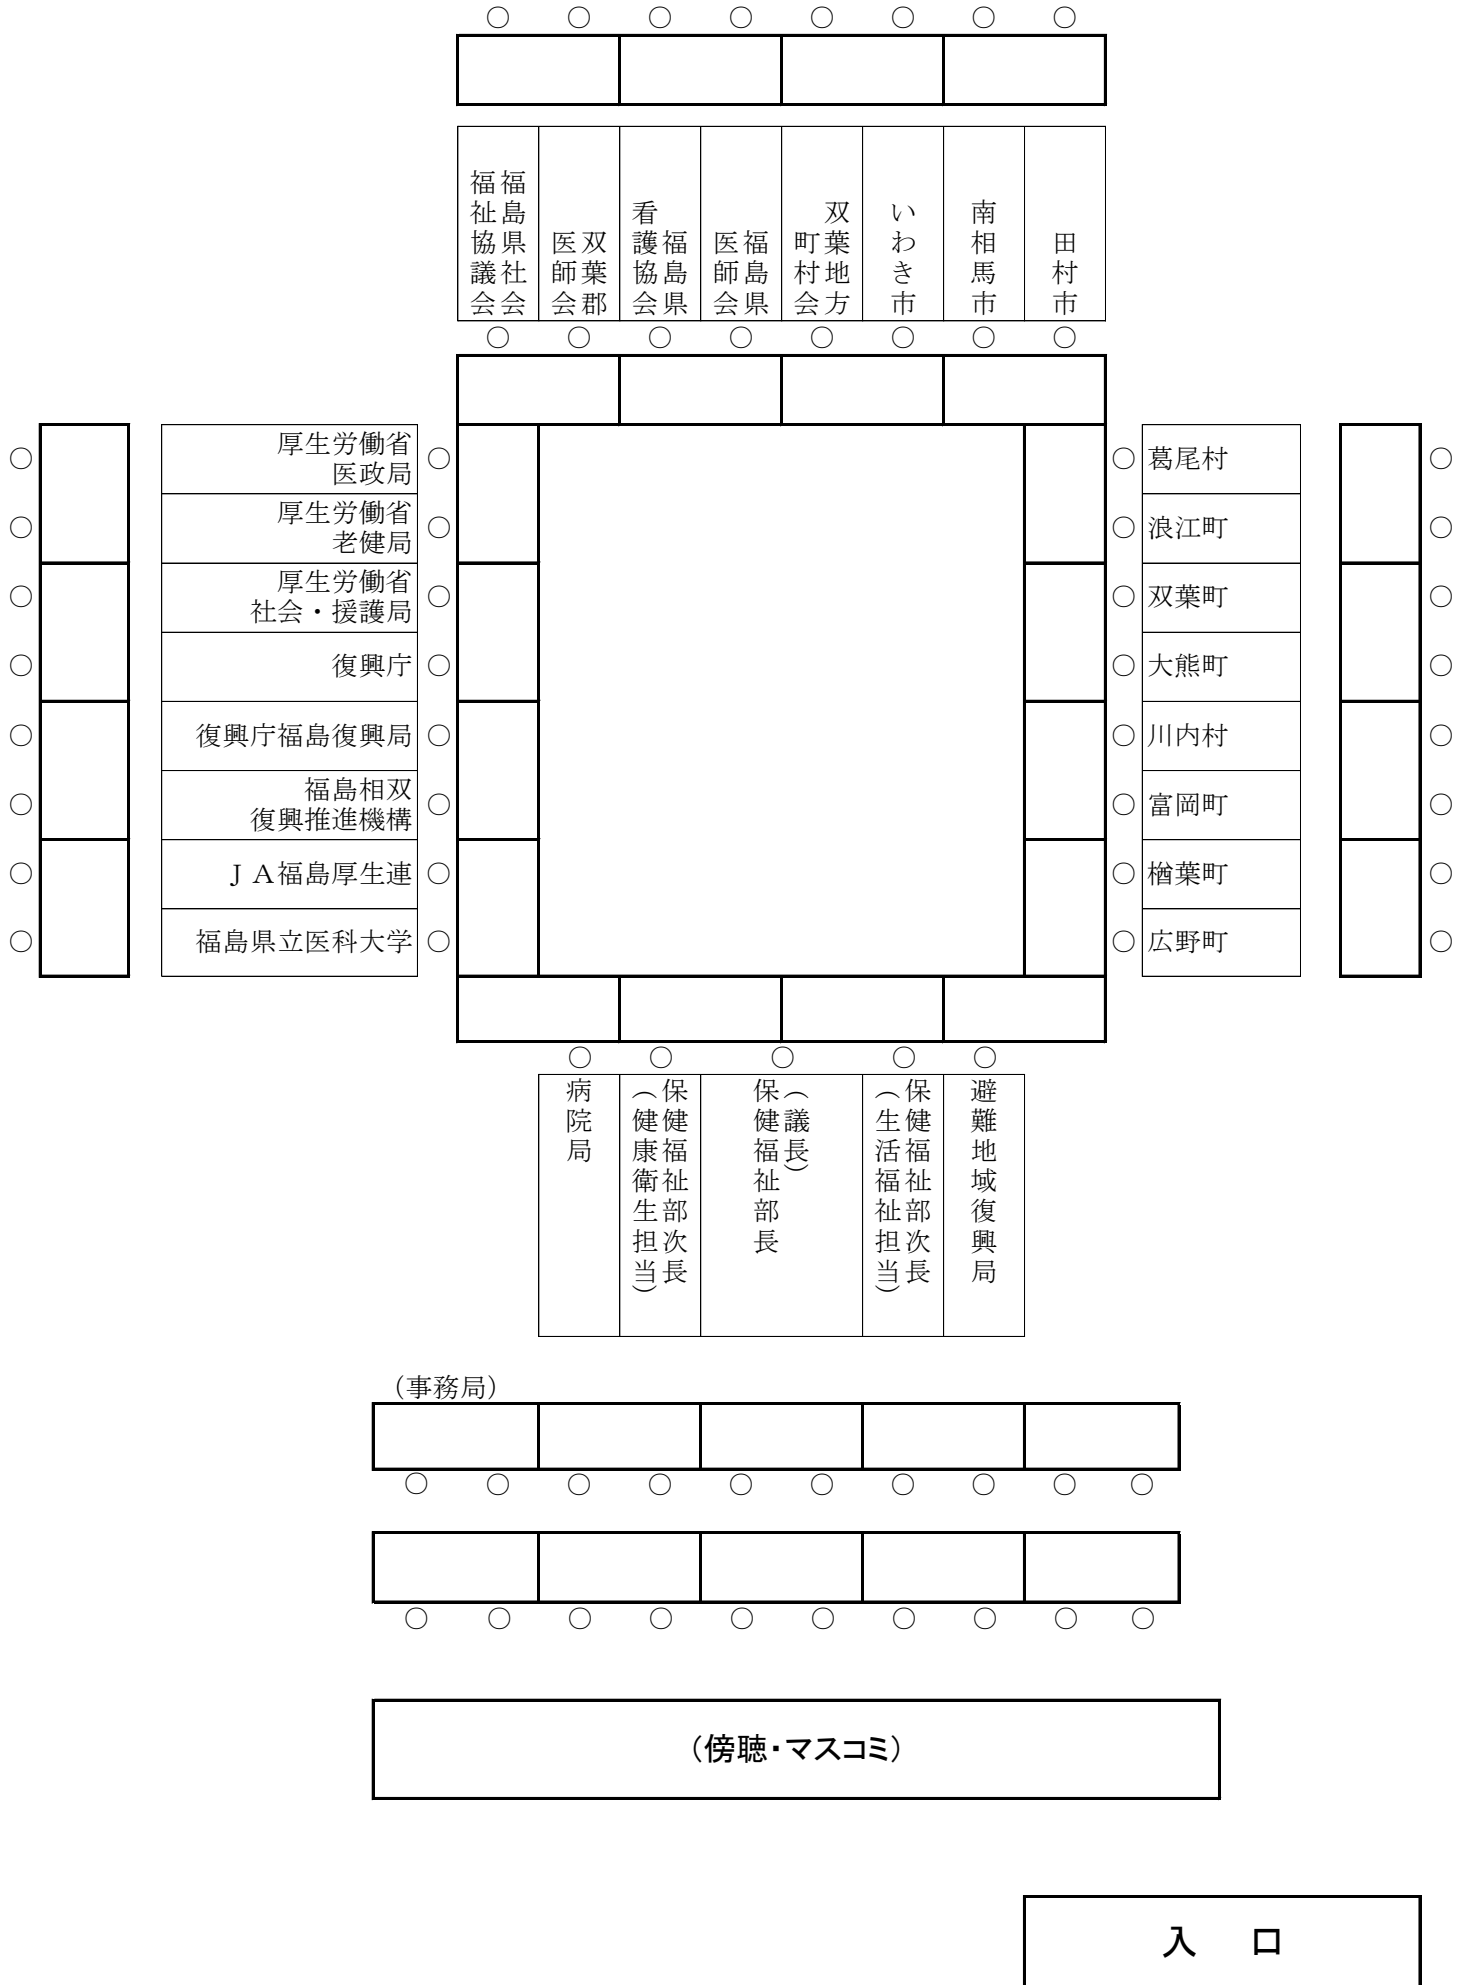 福島県社会
福祉協議会
双葉郡
医師会
福島県
看護協会
福島県
医師会
双葉地方
町村会
いわき市
南相馬市
田村市
厚生労働省
医政局
厚生労働省
老健局
厚生労働省
社会・援護局
復興庁
復興庁福島復興局
福島相双
復興推進機構
ＪＡ福島厚生連
福島県立医科大学
葛尾村
浪江町
双葉町
大熊町
川内村
富岡町
楢葉町
広野町
病院局
保健福祉部次長
（健康衛生担当）
（議長）
保健福祉部長
保健福祉部次長
（生活福祉担当）
避難地域復興局
（事務局）
（傍聴・マスコミ）
入　口